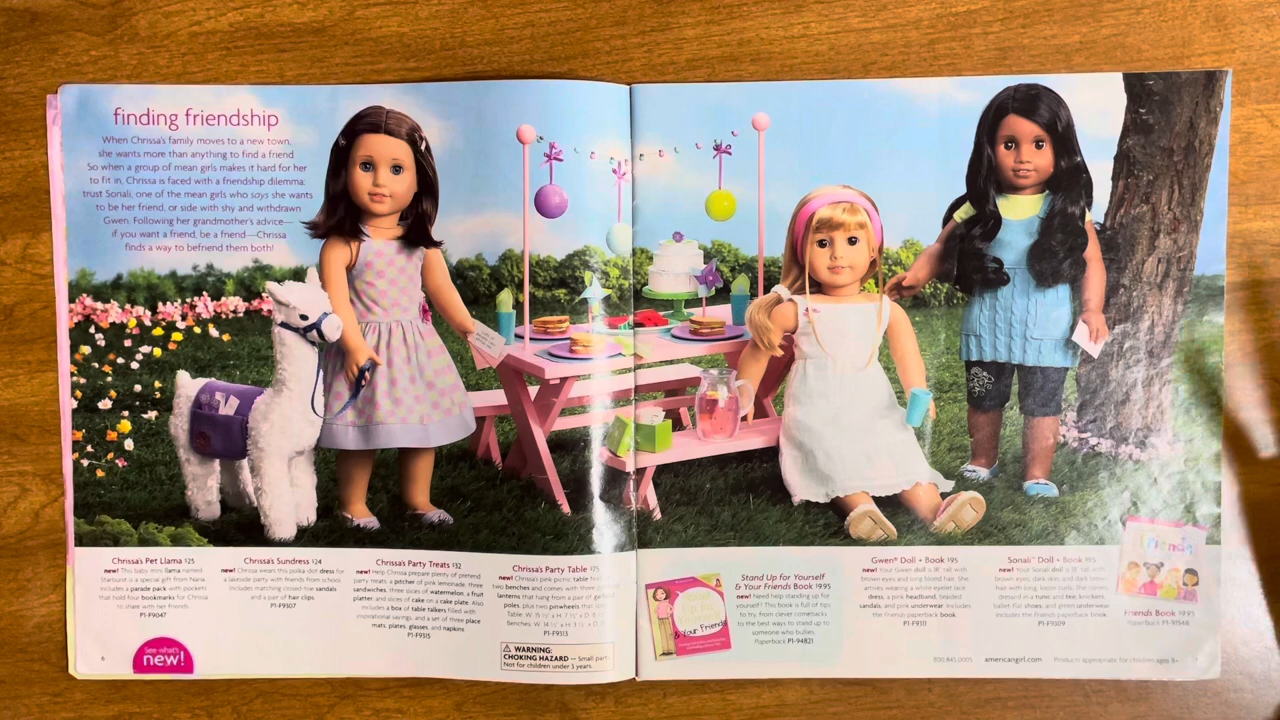 finding friendship
When Chrissa's family moves to a new town,
she wants more than anything to find a friend.
So when a group of mean girls makes it hard for her
to fit in, Chrissa is faced with a friendship dilemma:
trust Sonali, one of the mean girls who says she wants
to be her friend, or side with shy and withdrawn
Gwen. Following her grandmother's advice—
if you want a friend, be a friend—Chrissa
finds a way to befriend them both!
Chrissa's Pet Llama $25
new! This baby mini llama named
Starburst is a special gift from Nana.
Includes a parade pack with pockets
that hold four bookmarks for Chrissa
to share with her friends.
P1-F9047
Chrissa's Sundress $24
new! Chrissa wears this polka-dot dress for
a lakeside party with friends from school.
Includes matching closed-toe sandals
and a pair of hair clips.
P1-F9307
Chrissa's Party Treats $32
new! Help Chrissa prepare plenty of pretend
party treats: a pitcher of pink lemonade, three
sandwiches, three slices of watermelon, a fruit
platter, and slices of cake on a cake plate. Also
includes a box of table talkers filled with
inspirational sayings, and a set of three place
mats, plates, glasses, and napkins.
P1-F9315
Chrissa's Party Table $75
new! Chrissa's pink picnic table
two benches and comes with three
lanterns that hang from a pair of garland
poles, plus two pinwheels that
Table: W
Benches: W
P1-F9313
WARNING:
CHOKING HAZARD — Small parts.
Not for children under 3 years.
6
See what's
new!
Stand Up for Yourself
& Your Friends Book $9.95
new! Need help standing up for
yourself? This book is full of tips
to try, from clever comebacks
to the best ways to stand up to
someone who bullies.
Paperback P1-94821
& Your Friends
Gwen® Doll + Book $95
new! Your Gwen doll is 18" tall with
brown eyes and long blond hair. She
arrives wearing a white eyelet lace
dress, a pink headband, beaded
sandals, and pink underwear. Includes
the Friends paperback book.
P1-F9311
Sonali™ Doll + Book $95
new! Your Sonali doll is 18" tall with
brown eyes, dark skin, and dark brown
hair with long, loose curls. She comes
dressed in a tunic and tee, knickers,
ballet flat shoes, and green underwear.
Includes the Friends paperback book.
P1-F9309
Friends
Friends Book $9.95
Paperback P1-91548
800.845.0005 americangirl.com Products appropriate for children ages 8+